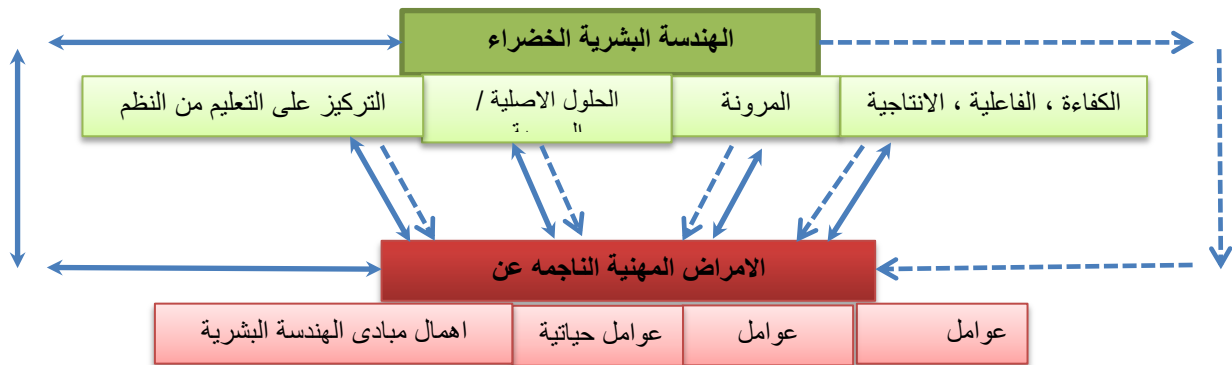 الهندسة البشرية الخضراء
الكفاءة ، الفاعلية ، الانتاجية
المرونة
الحلول الاصلية /
التركيز على التعليم من النظم
الامراض المهنية الناجمه عن
عوامل
عوامل
عوامل حياتية
اهمال مبادى الهندسة البشرية